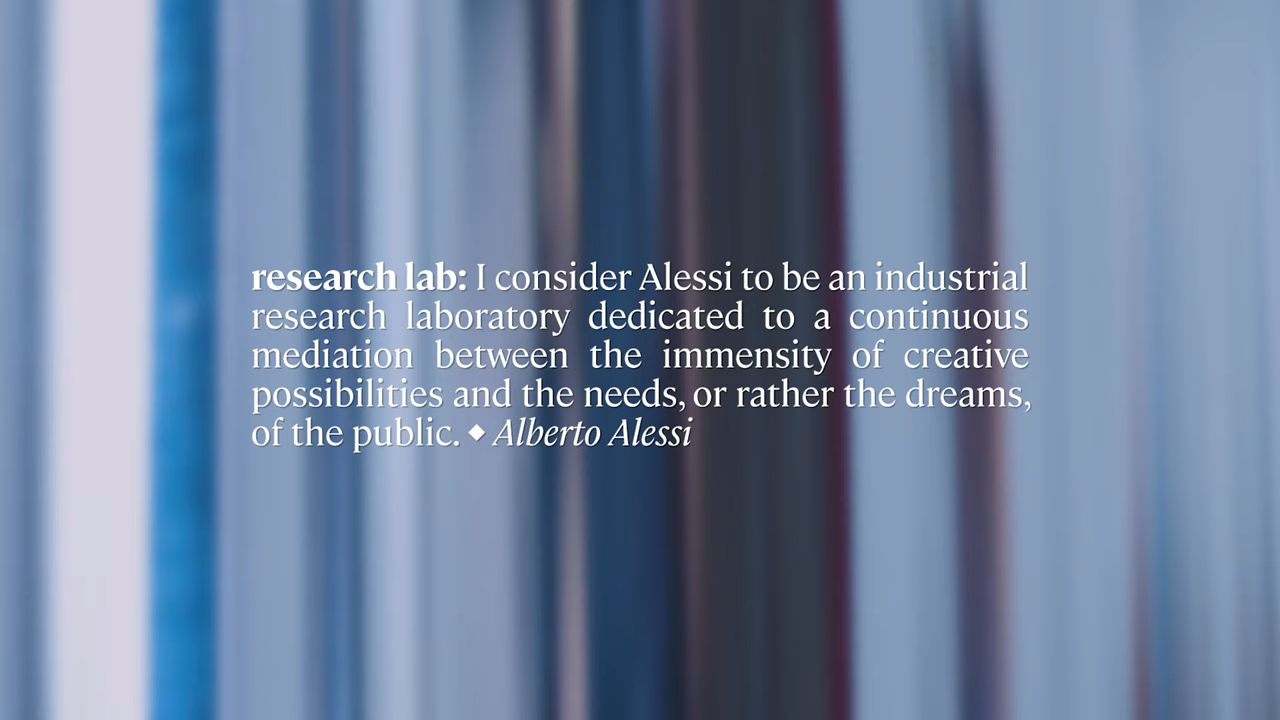 research lab: I consider Alessi to be an industrial
research laboratory dedicated to a continuous
mediation between the immensity of creative
possibilities and the needs, or rather the dreams,
of the public. ◆ Alberto Alessi